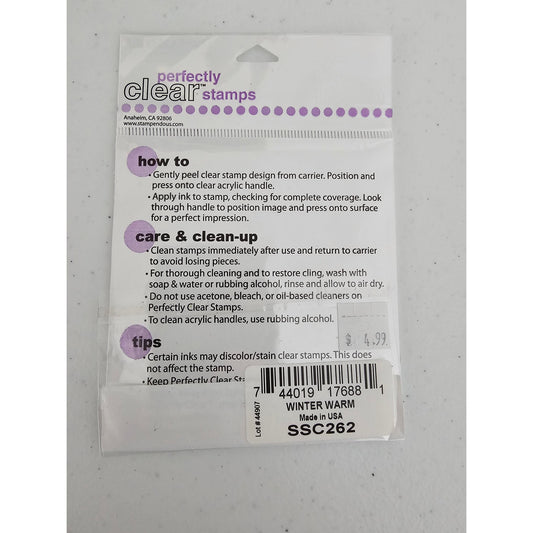 perfectly
clear™ stamps
Anaheim, CA 92806
www.stampendous.com
how to
• Gently peel clear stamp design from carrier. Position and
press onto clear acrylic handle.
• Apply ink to stamp, checking for complete coverage. Look
through handle to position image and press onto surface
for a perfect impression.
care & clean-up
• Clean stamps immediately after use and return to carrier
to avoid losing pieces.
• For thorough cleaning and to restore cling, wash with
soap & water or rubbing alcohol, rinse and allow to air dry.
• Do not use acetone, bleach, or oil-based cleaners on
Perfectly Clear Stamps.
• To clean acrylic handles, use rubbing alcohol.
$ 4.99
tips
• Certain inks may discolor/stain clear stamps. This does
not affect the stamp.
• Keep Perfectly Clear
7 44019 17688 1
Lot # 44907
WINTER WARM
Made in USA
SSC262